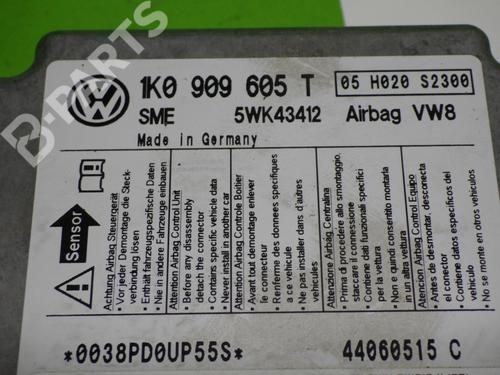 B-PARTS
1K0 909 605 T
05 H020 S2300
SME 5WK43412 Airbag VW8
Made in Germany
Sensor
Achtung Airbag Steuergerät
• Vor jeder Demontage die Steck-
verbindung lösen
• Enthält fahrzeugspezifische Daten
• Nie in andere Fahrzeuge einbauen
Attention Airbag Control Unit
• Before any disassembly
detach the connector
• Contains specific vehicle data
• Never install in another car
Attention Airbag Contrôle Boitier
• Avant tout démontage enlever
le connecteur
• Renferme des données specifiques
a ce véhicule
• Ne pas installer dans d'autres
véhicules
Attenzione Airbag Centralina
• Prima di procedere allo smontaggio,
staccare il connessione
• Contiene dati funzionali specifici
per la vettura
• Non e quindi consentito montarla
in un altra vettura
Atención Airbag Control Equipo
• Antes de desmontar, desconecta
el conector
• Contiene datos específicos del
vehículo
• No se monte en otros vehículos
*0038PD0UP55S*
44060515 C